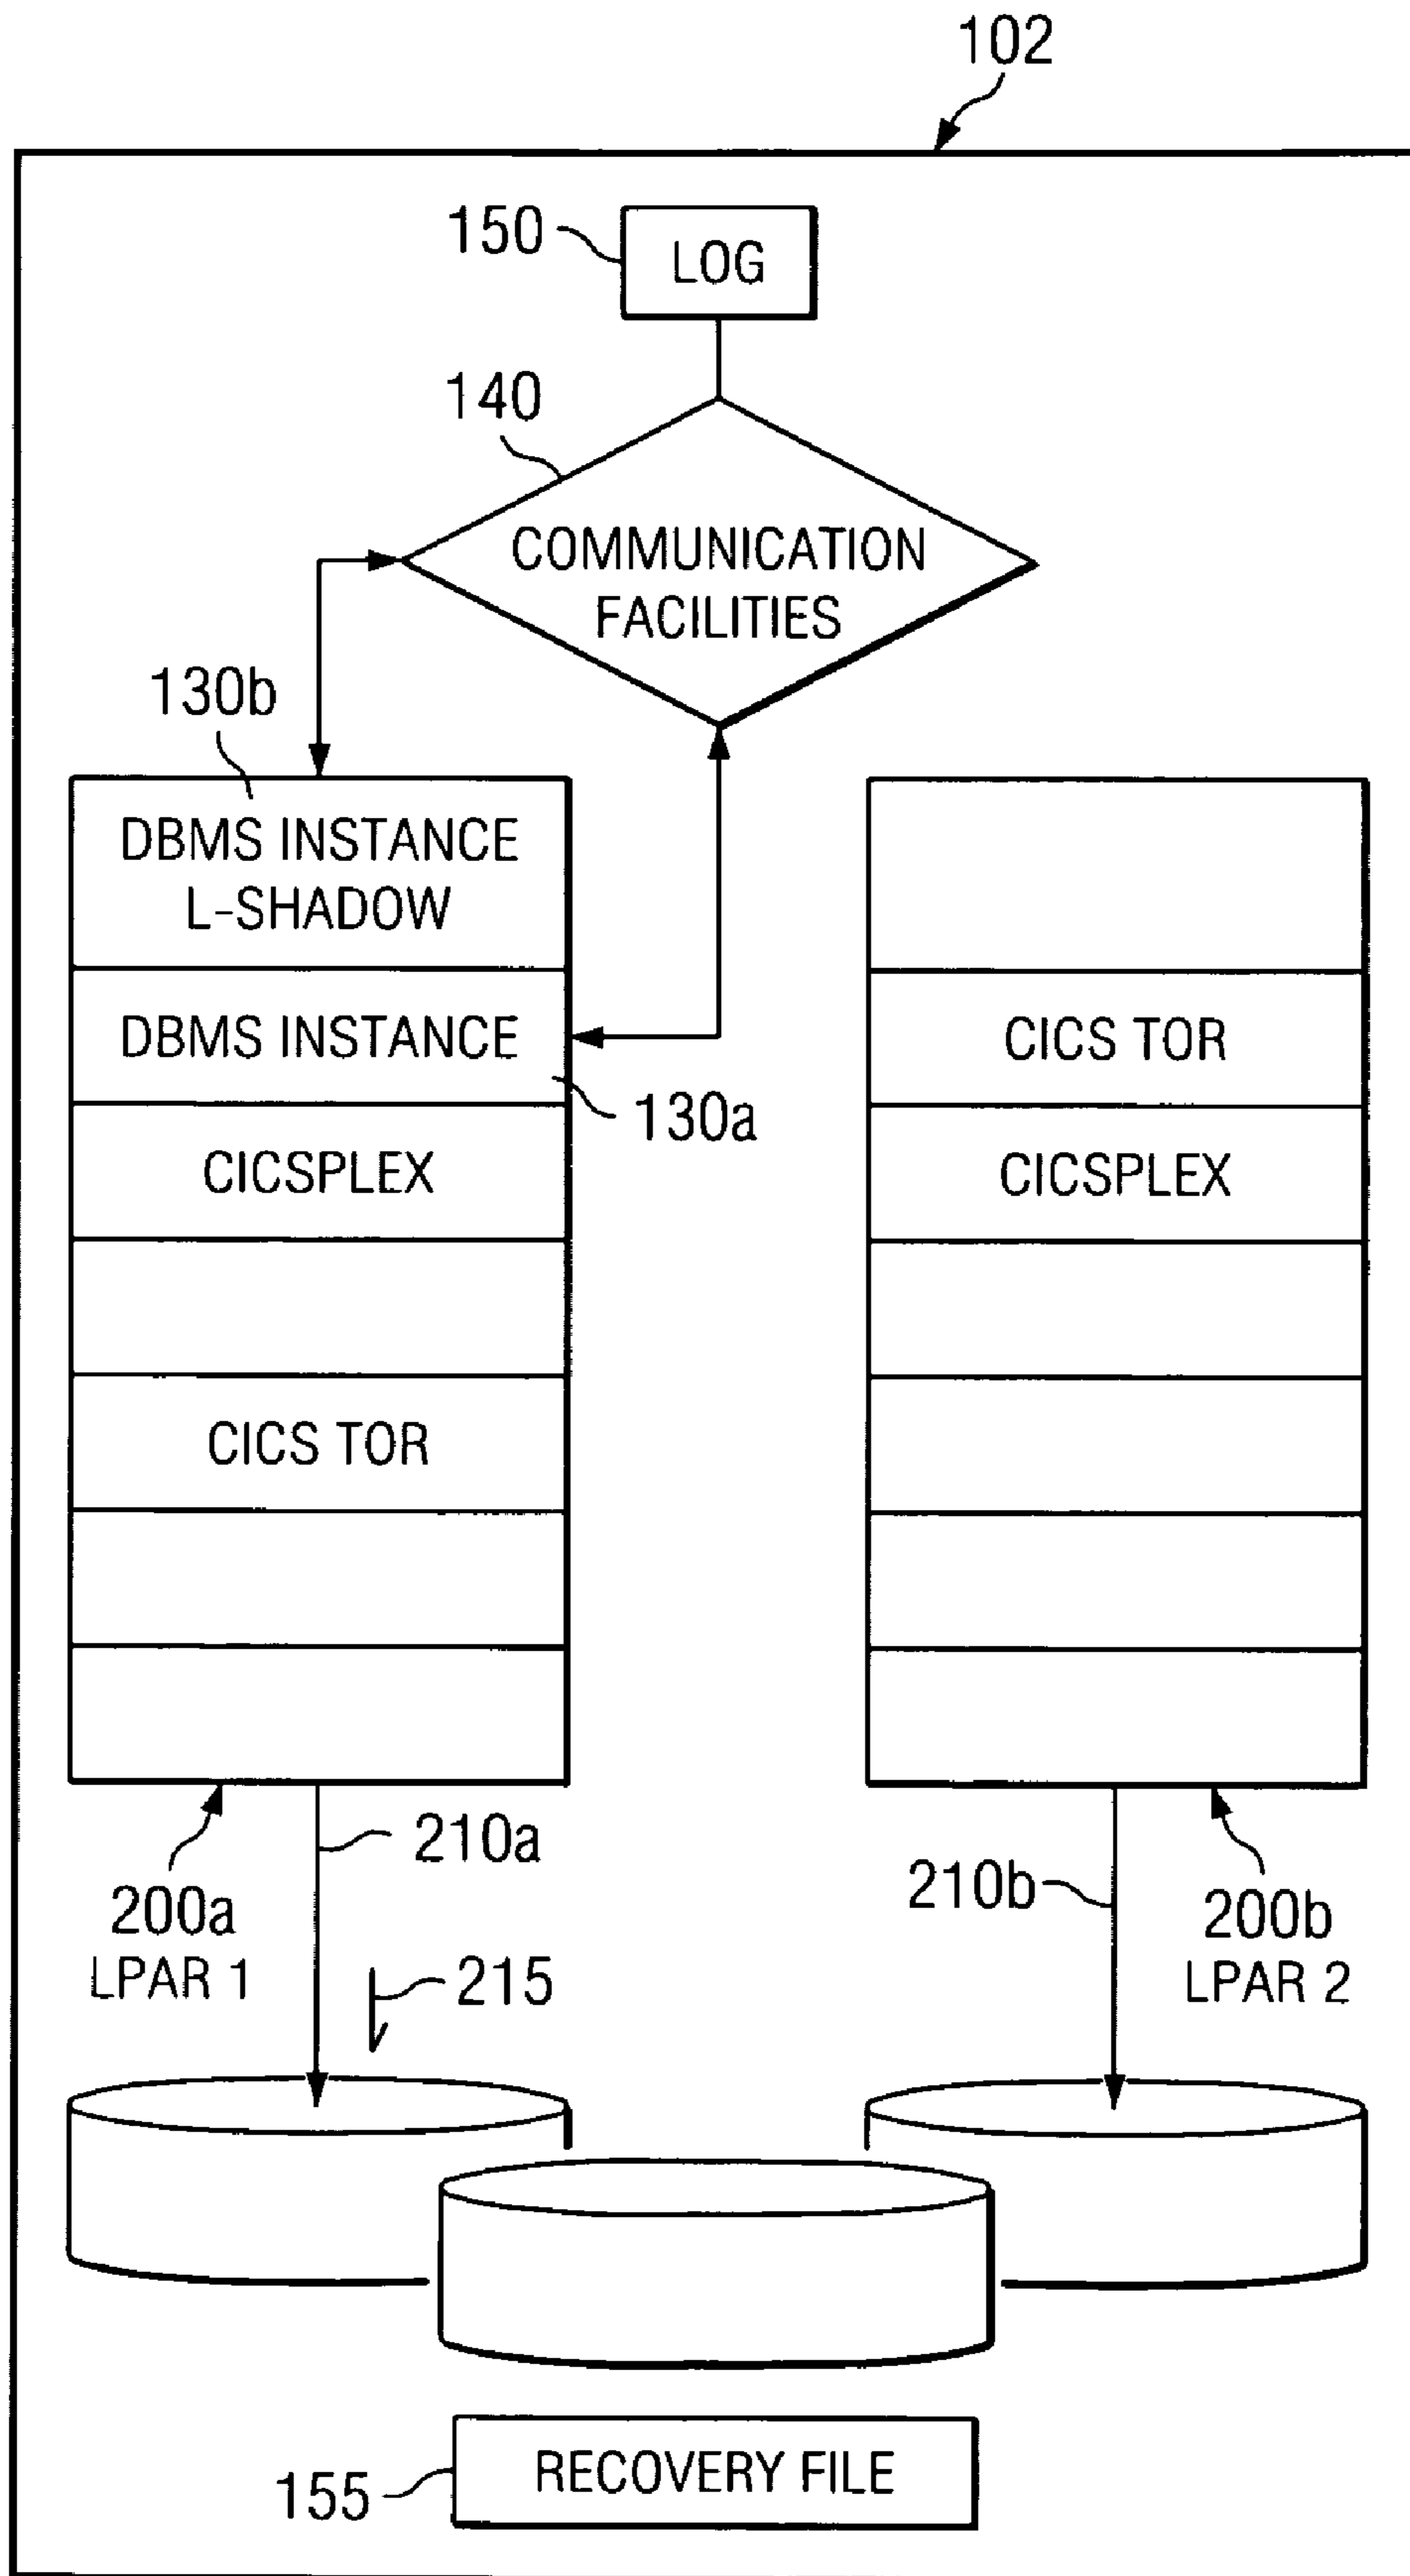 102
150
LOG
140
COMMUNICATION
FACILITIES
130b
DBMS INSTANCE
L-SHADOW
DBMS INSTANCE
CICS TOR
130a
CICSPLEX
CICSPLEX
CICS TOR
210a
200a
LPAR 1
210b
200b
LPAR 2
215
RECOVERY FILE
155